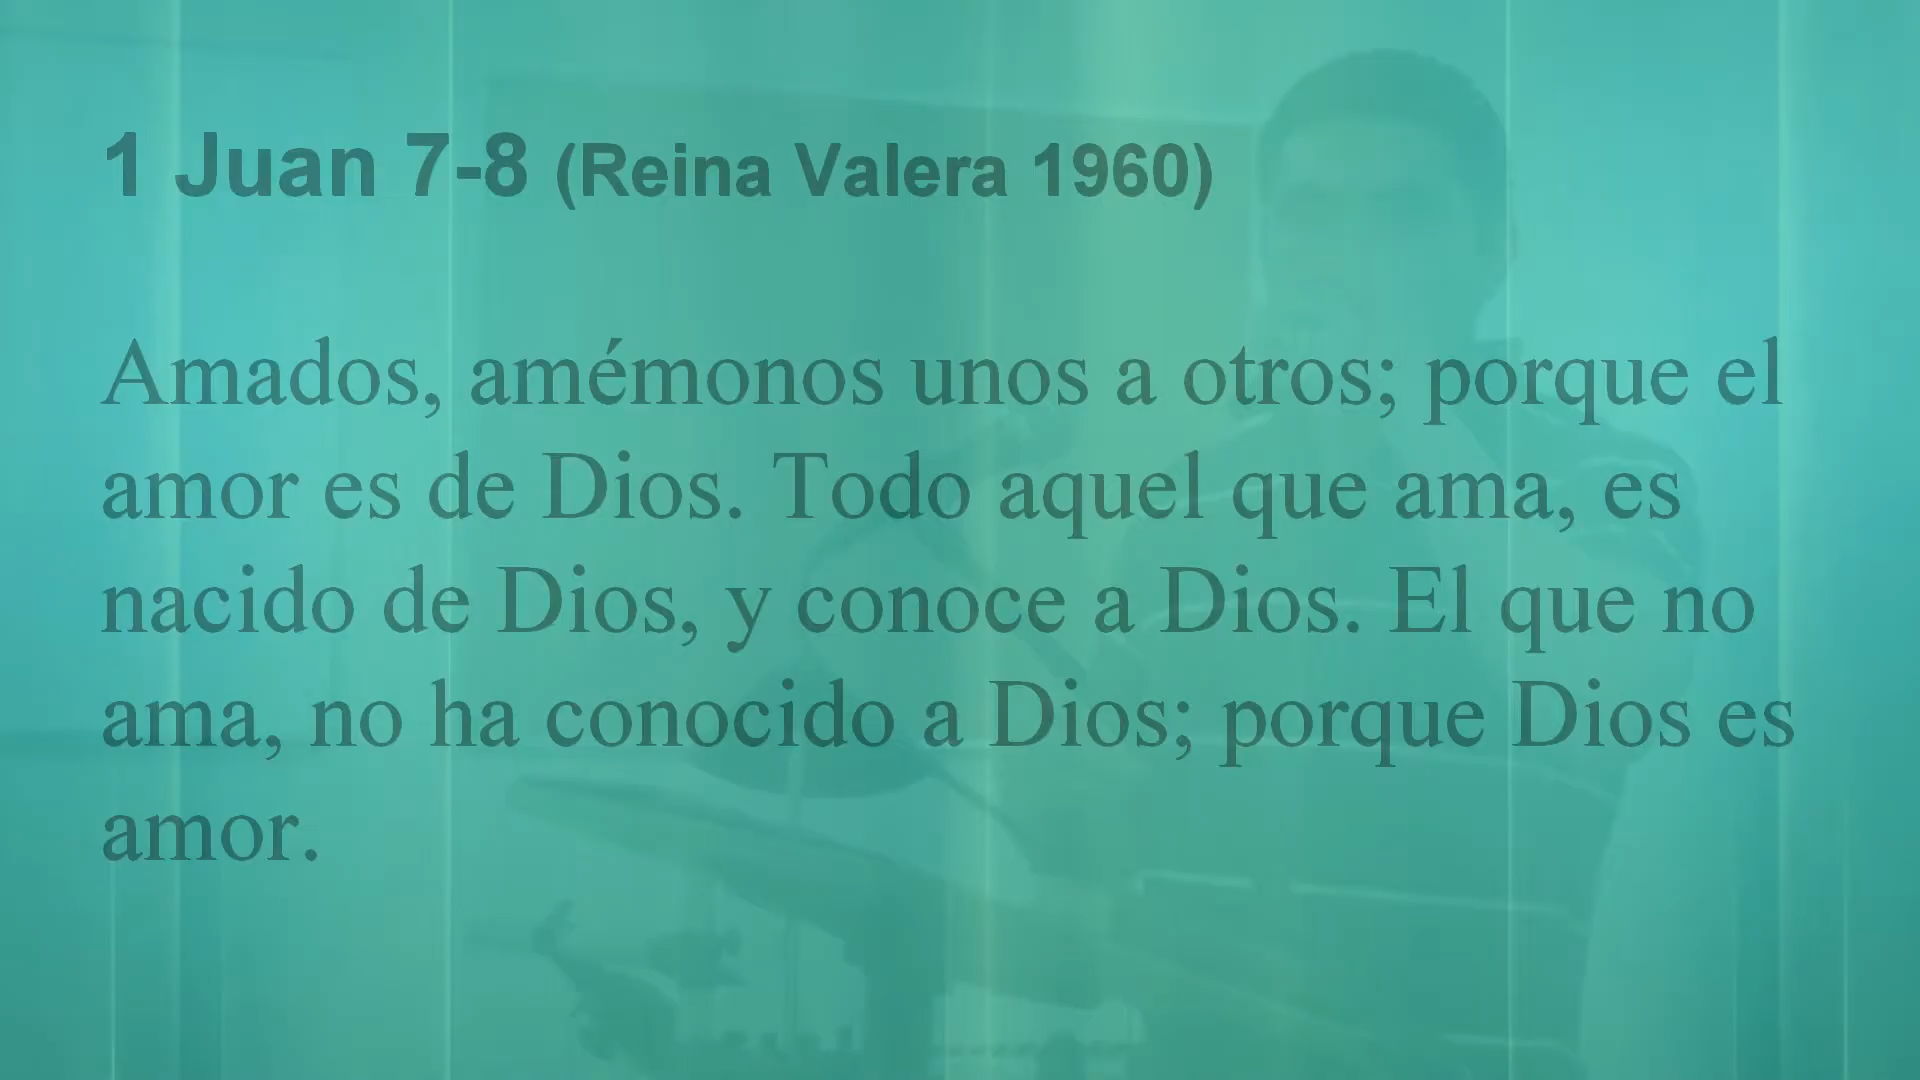 1 Juan 7-8 (Reina Valera 1960)
Amados, amémonos unos a otros; porque el
amor es de Dios. Todo aquel que ama, es
nacido de Dios, y conoce a Dios. El que no
ama, no ha conocido a Dios; porque Dios es
amor.